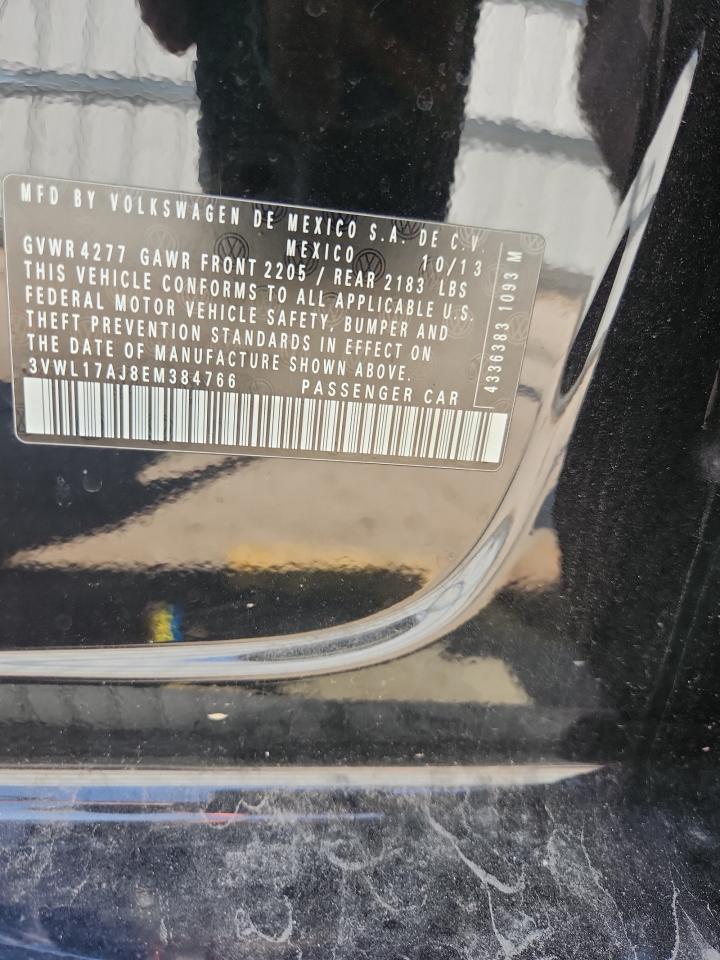 MFD BY VOLKSWAGEN DE MEXICO S.A. DE C.V
MEXICO 10/13
GVWR 4277 GAWR FRONT 2205 / REAR 2183 LBS
THIS VEHICLE CONFORMS TO ALL APPLICABLE U.S.
FEDERAL MOTOR VEHICLE SAFETY, BUMPER AND
THEFT PREVENTION STANDARDS IN EFFECT ON
THE DATE OF MANUFACTURE SHOWN ABOVE.
3VWL17AJ8EM384766 PASSENGER CAR
4336383 1093 M